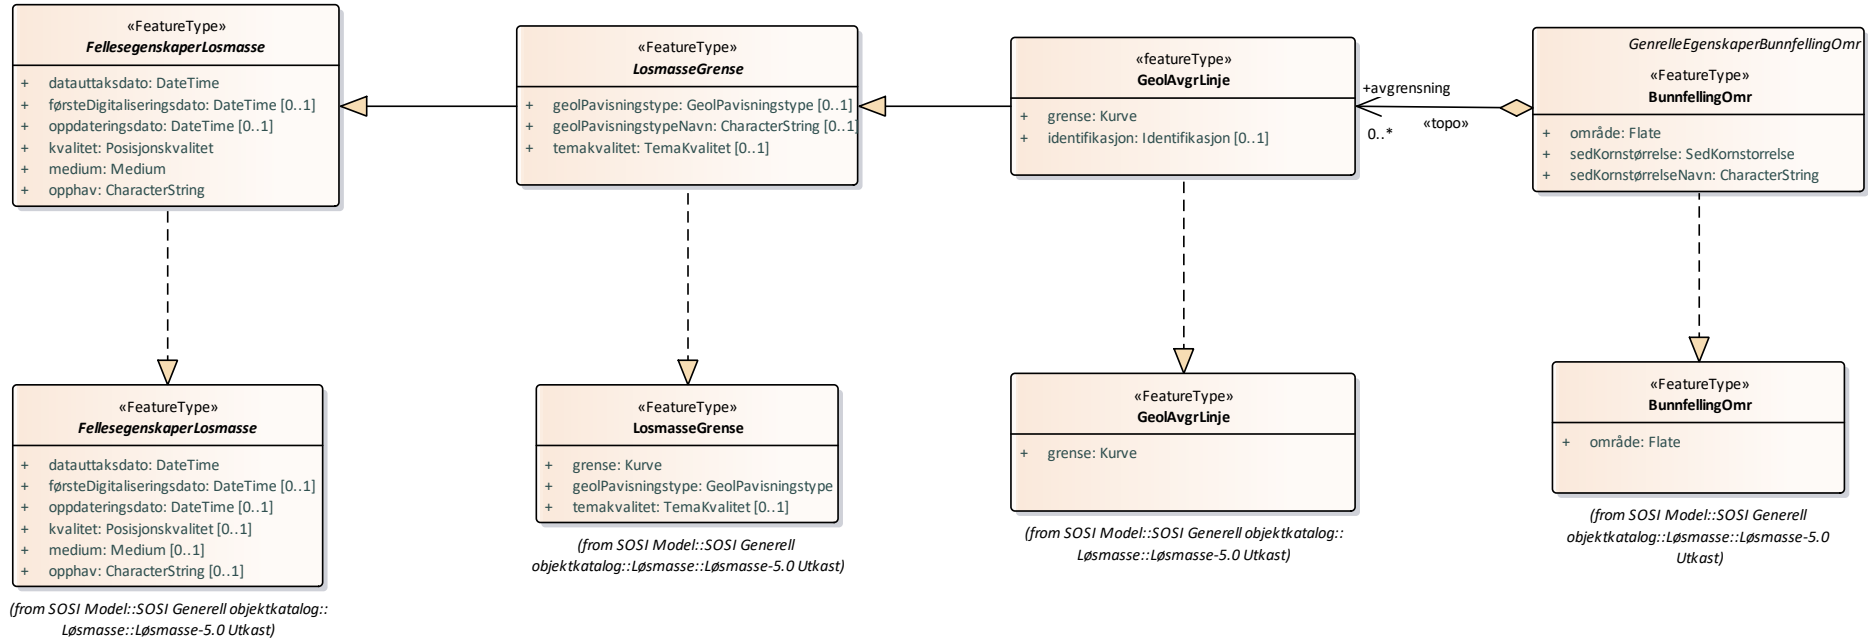 «FeatureType»
FellesegenskaperLosmasse
+ datauttaksdato: DateTime
+ førsteDigitaliseringsdato: DateTime [0..1]
+ oppdateringsdato: DateTime [0..1]
+ kvalitet: Posisjonskvalitet
+ medium: Medium
+ opphav: CharacterString
«FeatureType»
LosmasseGrense
+ geolPavisningstype: GeolPavisningstype [0..1]
+ geolPavisningstypeNavn: CharacterString [0..1]
+ temakvalitet: TemaKvalitet [0..1]
«featureType»
GeolAvgrLinje
+ grense: Kurve
+ identifikasjon: Identifikasjon [0..1]
+avgrensning
0..*
«topo»
GenrelleEgenskaperBunnfellingOmr
«FeatureType»
BunnfellingOmr
+ område: Flate
+ sedKornstørrelse: SedKornstorrelse
+ sedKornstørrelseNavn: CharacterString
«FeatureType»
FellesegenskaperLosmasse
+ datauttaksdato: DateTime
+ førsteDigitaliseringsdato: DateTime [0..1]
+ oppdateringsdato: DateTime [0..1]
+ kvalitet: Posisjonskvalitet [0..1]
+ medium: Medium [0..1]
+ opphav: CharacterString [0..1]
(from SOSI Model::SOSI Generell objektkatalog::
Løsmasse::Løsmasse-5.0 Utkast)
«FeatureType»
LosmasseGrense
+ grense: Kurve
+ geolPavisningstype: GeolPavisningstype
+ temakvalitet: TemaKvalitet [0..1]
(from SOSI Model::SOSI Generell
objektkatalog::Løsmasse::Løsmasse-5.0 Utkast)
«FeatureType»
GeolAvgrLinje
+ grense: Kurve
(from SOSI Model::SOSI Generell objektkatalog::
Løsmasse::Løsmasse-5.0 Utkast)
«FeatureType»
BunnfellingOmr
+ område: Flate
(from SOSI Model::SOSI Generell
objektkatalog::Løsmasse::Løsmasse-5.0
Utkast)